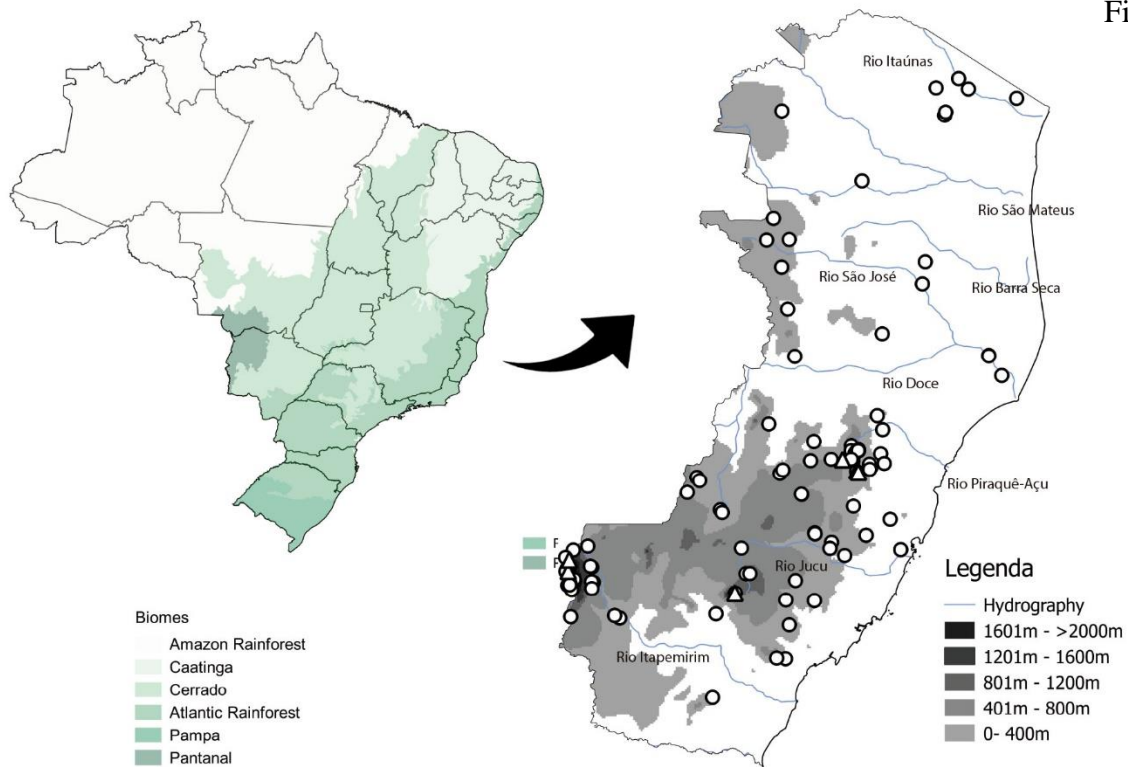 Fi
Rio Itaúnas
Rio São Mateus
Rio São José
Rio Barra Seca
Rio Doce
Rio Piraquê-Açu
Rio Jucu
Rio Itapemirim
Biomes
Amazon Rainforest
Caatinga
Cerrado
Atlantic Rainforest
Pampa
Pantanal
F
Legenda
Hydrography
1601m - >2000m
1201m - 1600m
801m - 1200m
401m - 800m
0- 400m